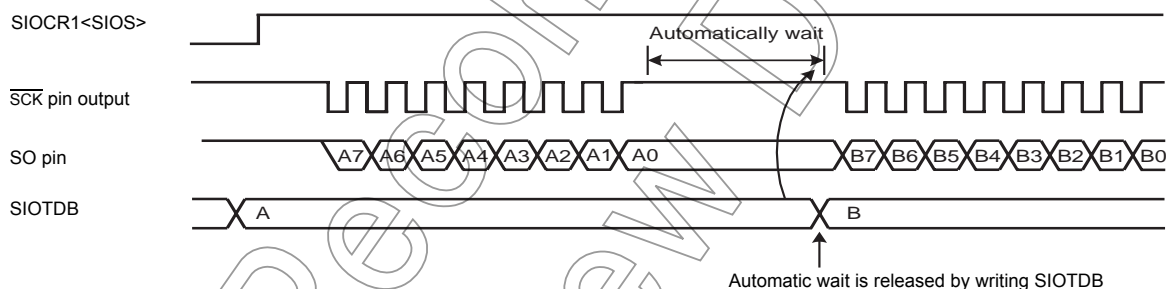 SIOCR1<SIOS>
Automatically wait
SCK pin output
SO pin
A7 A6 A5 A4 A3 A2 A1 A0 B7 B6 B5 B4 B3 B2 B1 B0
SIOTDB
A B
Automatic wait is released by writing SIOTDB